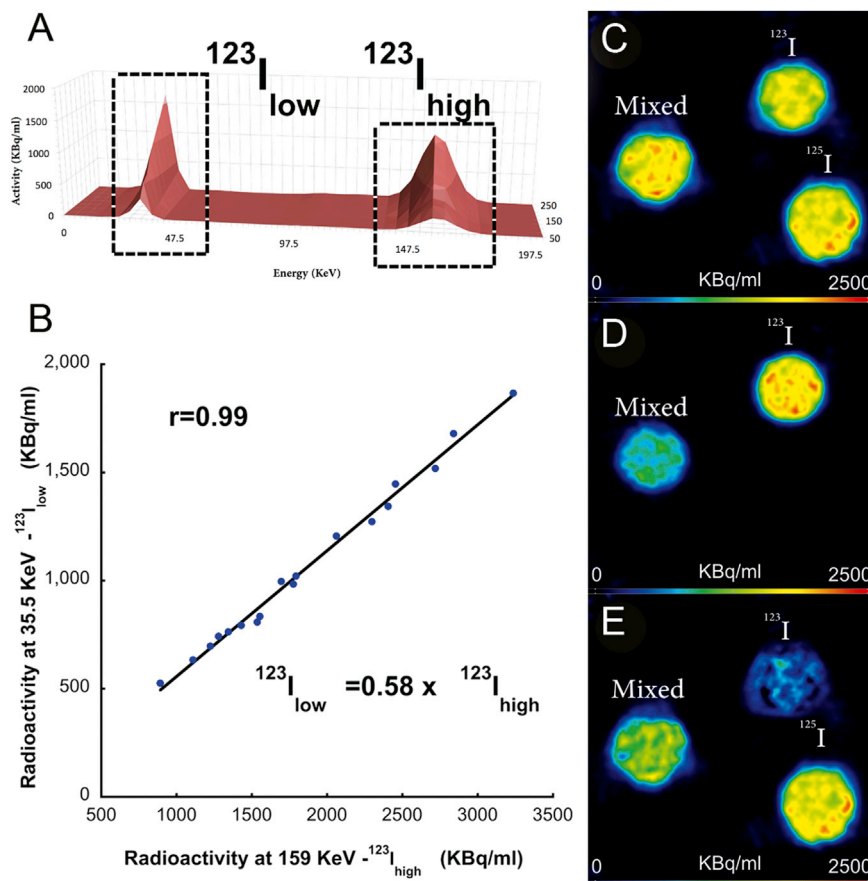 A
¹²³I low
¹²³I high
2000
1500
1000
500
0
Activity (KBq/ml)
0
47.5
97.5
147.5
197.5
250
150
50
Energy (KeV)
B
2,000
1,500
1,000
500
0
Radioactivity at 35.5 KeV -¹²³I low (KBq/ml)
r=0.99
¹²³I low =0.58 x ¹²³I high
500
1000
1500
2000
2500
3000
3500
Radioactivity at 159 KeV -¹²³I high (KBq/ml)
C
¹²³I
Mixed
¹²⁵I
0 KBq/ml 2500
D
¹²³I
Mixed
0 KBq/ml 2500
E
¹²³I
Mixed
¹²⁵I
0 KBq/ml 2500